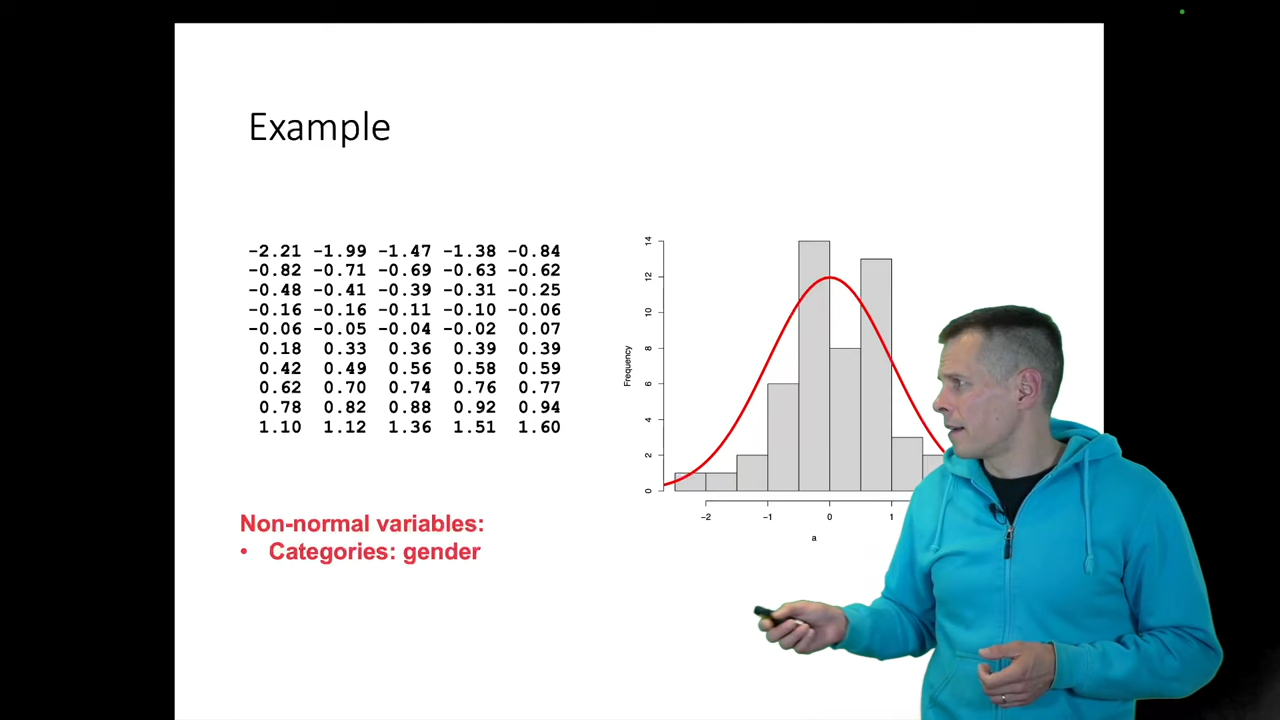 Example
-2.21 -1.99 -1.47 -1.38 -0.84
-0.82 -0.71 -0.69 -0.63 -0.62
-0.48 -0.41 -0.39 -0.31 -0.25
-0.16 -0.16 -0.11 -0.10 -0.06
-0.06 -0.05 -0.04 -0.02 0.07
0.18 0.33 0.36 0.39 0.39
0.42 0.49 0.56 0.58 0.59
0.62 0.70 0.74 0.76 0.77
0.78 0.82 0.88 0.92 0.94
1.10 1.12 1.36 1.51 1.60
Non-normal variables:
• Categories: gender
14
12
10
8
6
4
2
0
Frequency
-2 -1 0 1
a